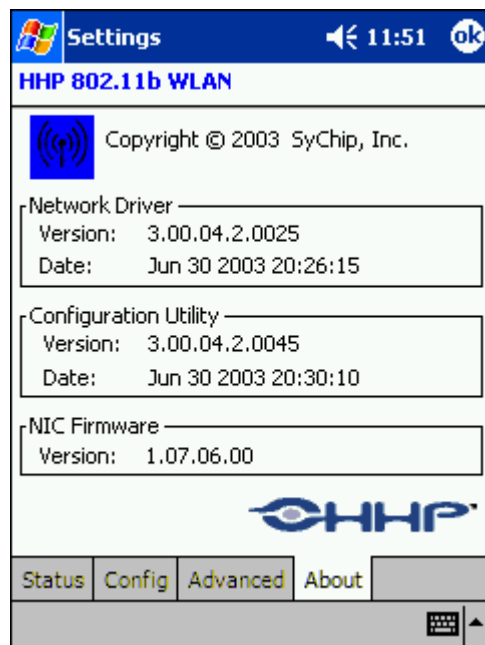 Settings 11:51 ok
HHP 802.11b WLAN
Copyright © 2003 SyChip, Inc.
Network Driver
Version: 3.00.04.2.0025
Date: Jun 30 2003 20:26:15
Configuration Utility
Version: 3.00.04.2.0045
Date: Jun 30 2003 20:30:10
NIC Firmware
Version: 1.07.06.00
HHP
Status Config Advanced About